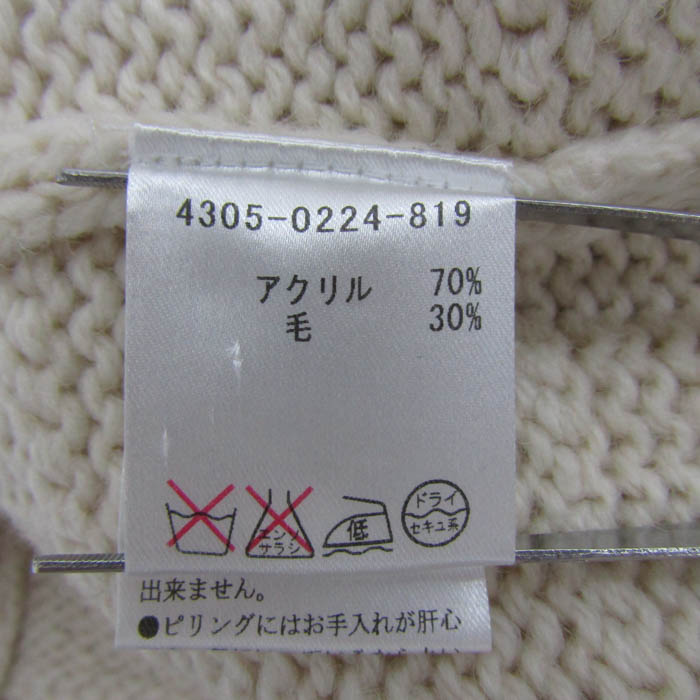 4305-0224-819
アクリル 70%
毛 30%
エンソ
サラシ
低
ドライ
セキユ系
出来ません。
●ピリングにはお手入れが肝心